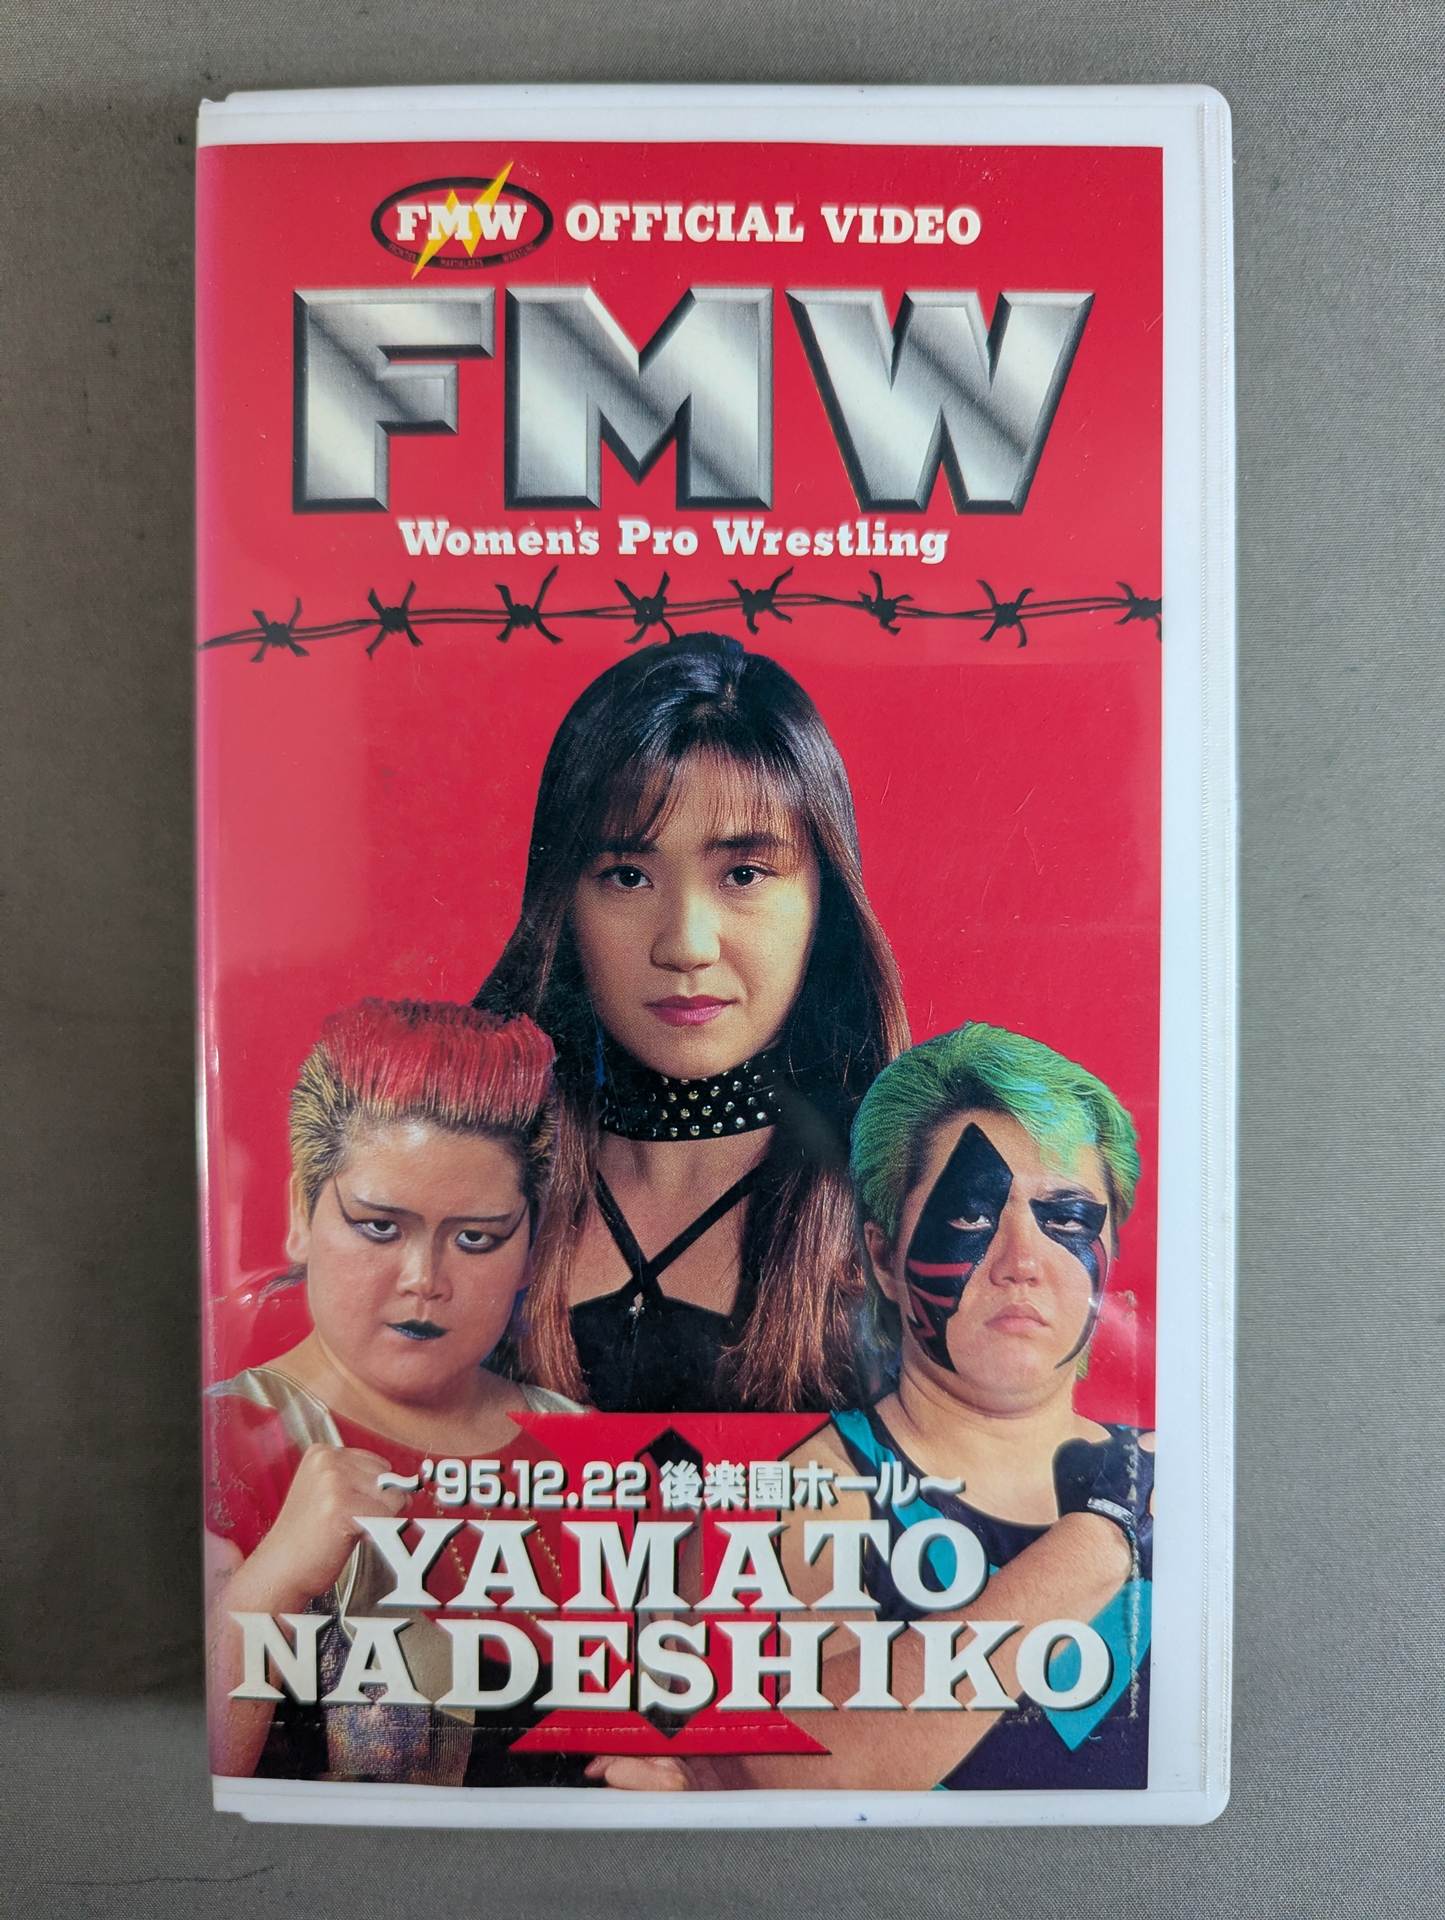 FMW OFFICIAL VIDEO
FMW
Women's Pro Wrestling
～'95.12.22 後楽園ホール～
YAMATO
NADESHIKO